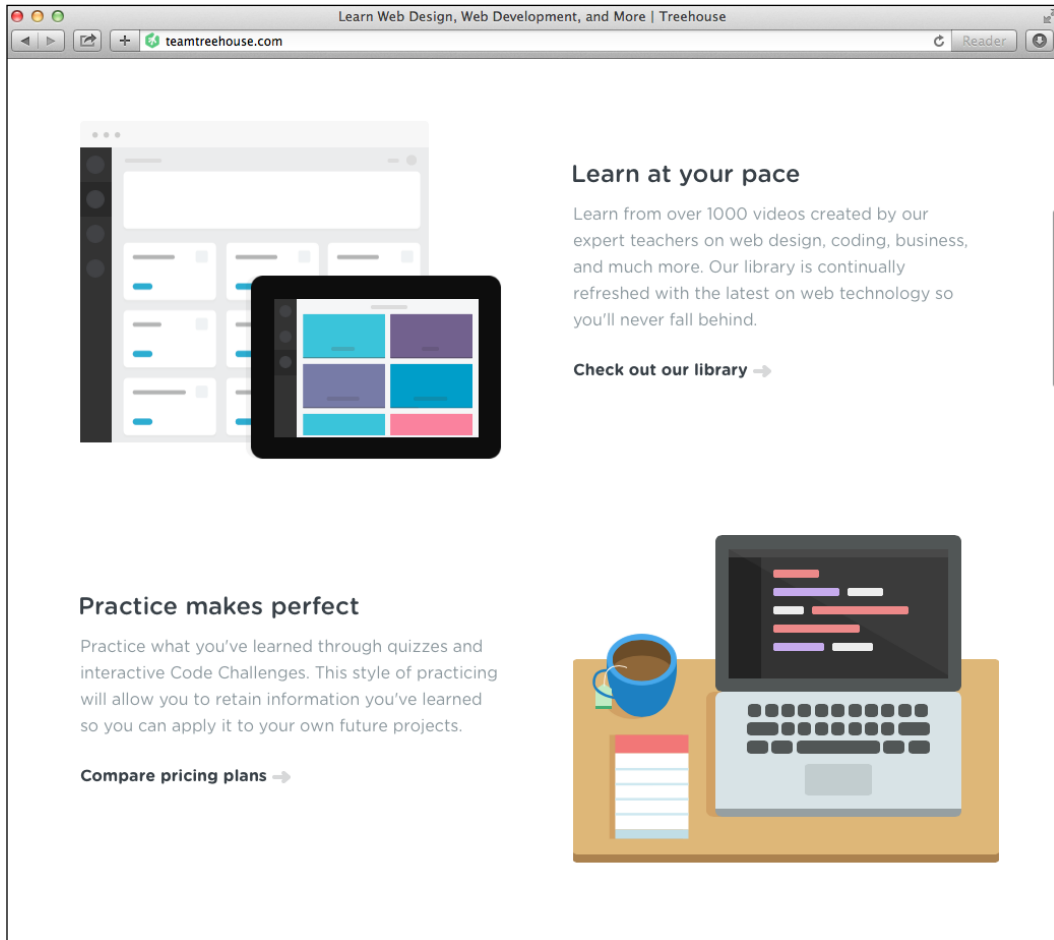 Learn Web Design, Web Development, and More | Treehouse
teamtreehouse.com
Reader
Learn at your pace
Learn from over 1000 videos created by our
expert teachers on web design, coding, business,
and much more. Our library is continually
refreshed with the latest on web technology so
you'll never fall behind.
Check out our library
Practice makes perfect
Practice what you've learned through quizzes and
interactive Code Challenges. This style of practicing
will allow you to retain information you've learned
so you can apply it to your own future projects.
Compare pricing plans